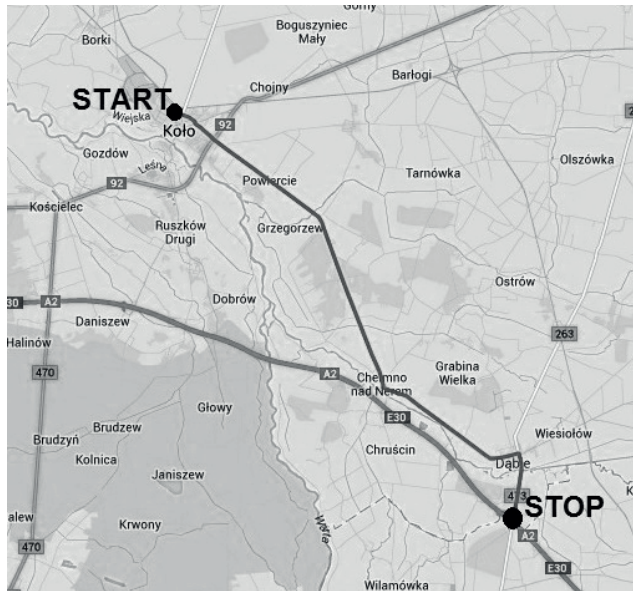 Gorny
Boguszyniec
Mały
Borki
Chojny
Barłogi
START
Wiejska
Koło
92
Gozdów
Leśna
Olszówka
Tarnówka
92
Powiercie
Kościelec
Grzegorzew
Ruszków
Drugi
Ostrów
Dobrów
30
A2
Daniszew
263
Halinów
Grabina
Wielka
470
A2
Chełmno
nad Nerem
Głowy
E30
Wiesiołów
Brudzew
Brudzyń
Chruścin
Kolnica
Dąbie
Janiszew
473
STOP
alew
Krwony
Warta
A2
470
E30
Wilamówka